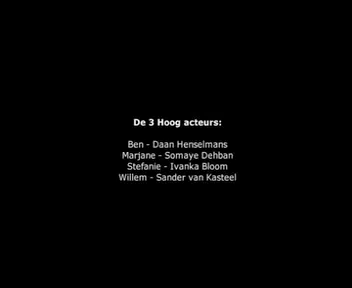 De 3 Hoog acteurs:
Ben - Daan Henselmans
Marjane - Somaye Dehban
Stefanie - Ivanka Bloom
Willem - Sander van Kasteel